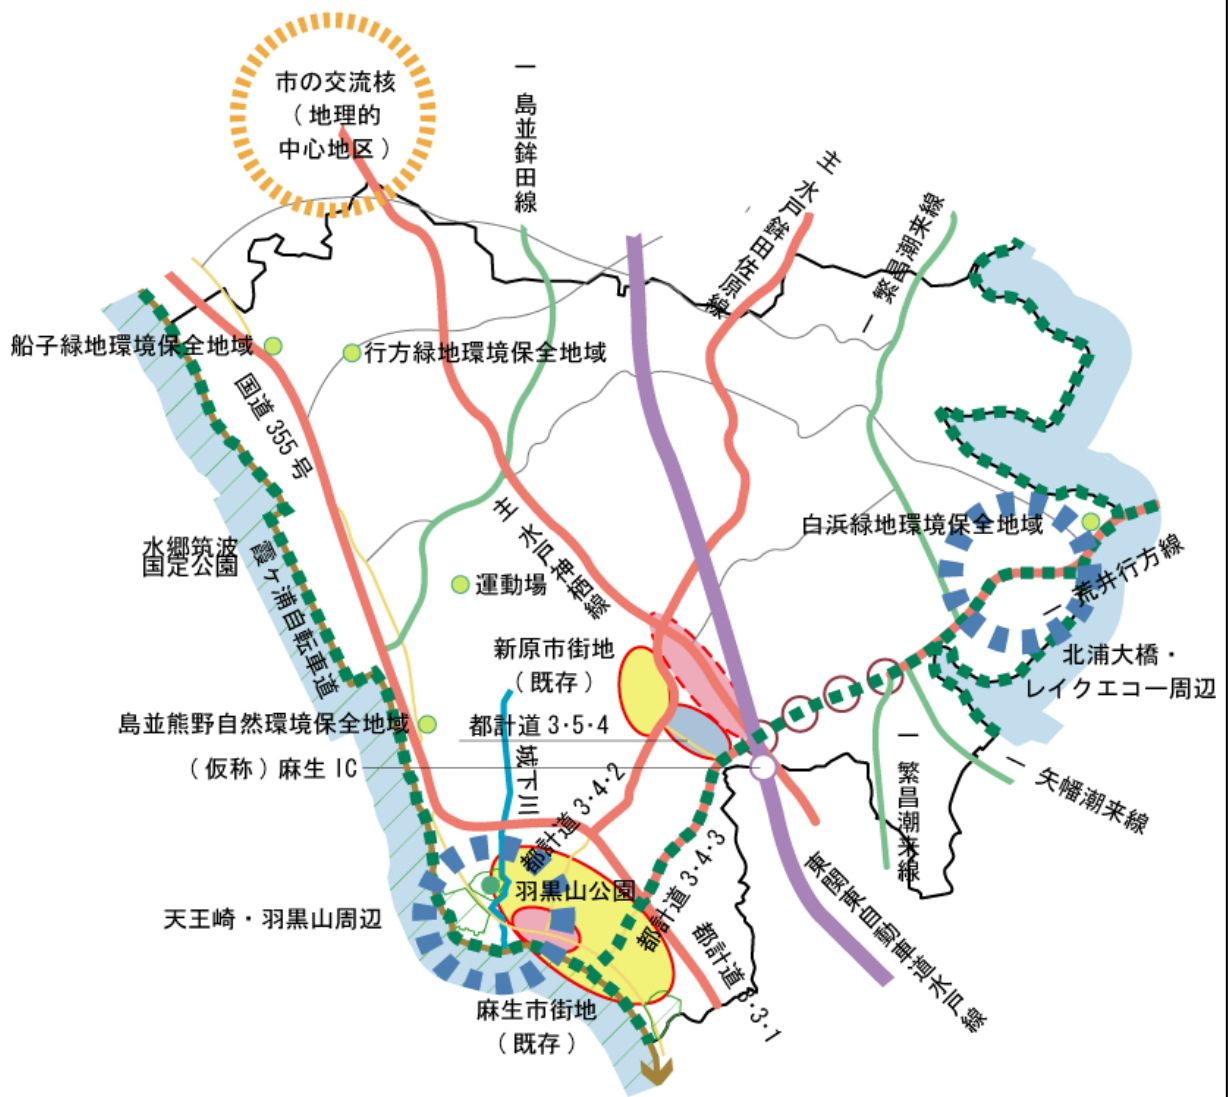 市の交流核
(地理的
中心地区)
一 島並鉾田線
主 水戸鉾田佐原線
一 繁昌潮来線
船子緑地環境保全地域
行方緑地環境保全地域
国道355号
主 水戸神栖線
白浜緑地環境保全地域
水郷筑波
国定公園
霞ヶ浦自転車道
運動場
一 荒井行方線
新原市街地
(既存)
北浦大橋・
レイクエコー周辺
島並熊野自然環境保全地域
都計道3・5・4
(仮称)麻生IC
城下川
都計道3・4・2
一 繁昌潮来線
一 矢幡潮来線
都計道3・4・3
東関東自動車道水戸線
羽黒山公園
天王崎・羽黒山周辺
都計道3・3・1
麻生市街地
(既存)